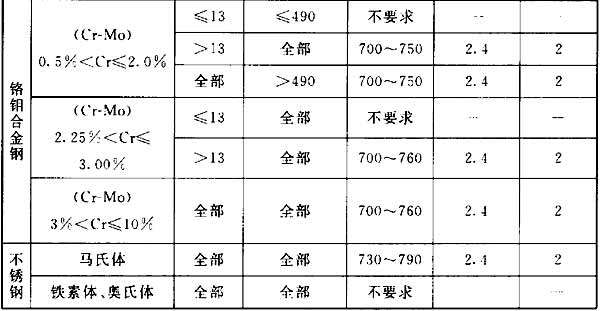 铬钼合金钢
(Cr-Mo)
0.5%<Cr≤2.0%
≤13 ≤490 不要求 — —
>13 全部 700~750 2.4 2
全部 >490 700~750 2.4 2
(Cr-Mo)
2.25%<Cr≤
3.00%
≤13 全部 不要求 — —
>13 全部 700~760 2.4 2
(Cr-Mo)
3%<Cr≤10%
全部 全部 700~760 2.4 2
不锈钢
马氏体 全部 全部 730~790 2.4 2
铁素体、奥氏体 全部 全部 不要求 —